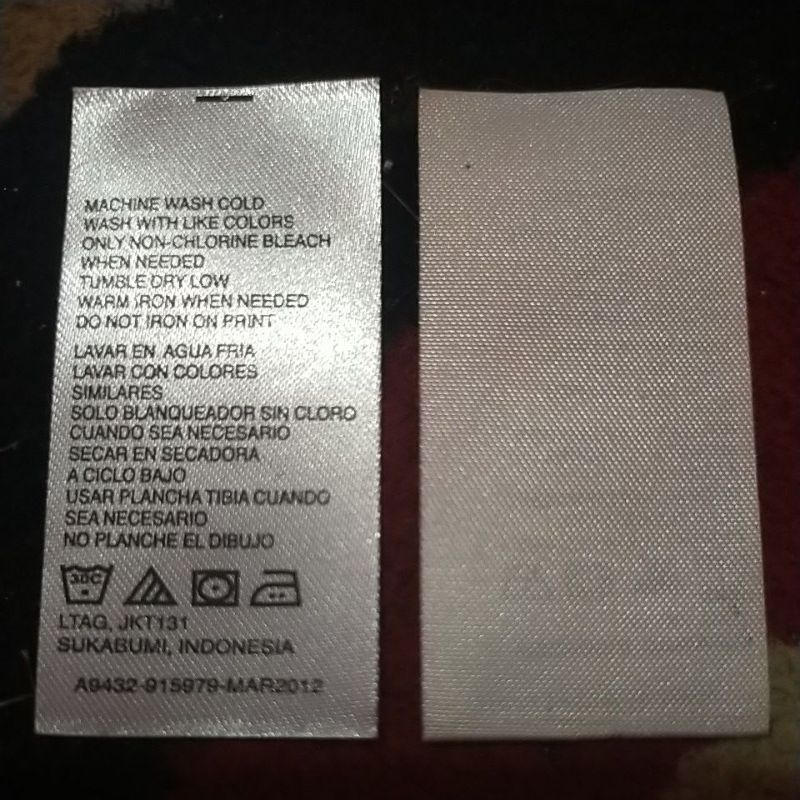 MACHINE WASH COLD
WASH WITH LIKE COLORS
ONLY NON-CHLORINE BLEACH
WHEN NEEDED
TUMBLE DRY LOW
WARM IRON WHEN NEEDED
DO NOT IRON ON PRINT
LAVAR EN AGUA FRIA
LAVAR CON COLORES
SIMILARES
SOLO BLANQUEADOR SIN CLORO
CUANDO SEA NECESARIO
SECAR EN SECADORA
A CICLO BAJO
USAR PLANCHA TIBIA CUANDO
SEA NECESARIO
NO PLANCHE EL DIBUJO
30C
LTAG, JKT131
SUKABUMI, INDONESIA
A9432-915979-MAR2012